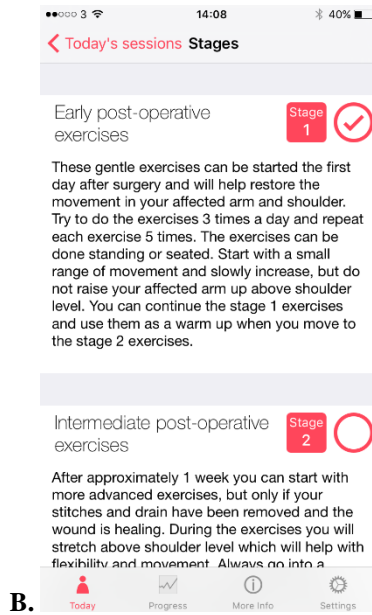 3 14:08 40%
Today's sessions Stages
Early post-operative
exercises
Stage
1
These gentle exercises can be started the first
day after surgery and will help restore the
movement in your affected arm and shoulder.
Try to do the exercises 3 times a day and repeat
each exercise 5 times. The exercises can be
done standing or seated. Start with a small
range of movement and slowly increase, but do
not raise your affected arm up above shoulder
level. You can continue the stage 1 exercises
and use them as a warm up when you move to
the stage 2 exercises.
Intermediate post-operative
exercises
Stage
2
After approximately 1 week you can start with
more advanced exercises, but only if your
stitches and drain have been removed and the
wound is healing. During the exercises you will
stretch above shoulder level which will help with
flexibility and movement. Always go into a
Today Progress More Info Settings
B.